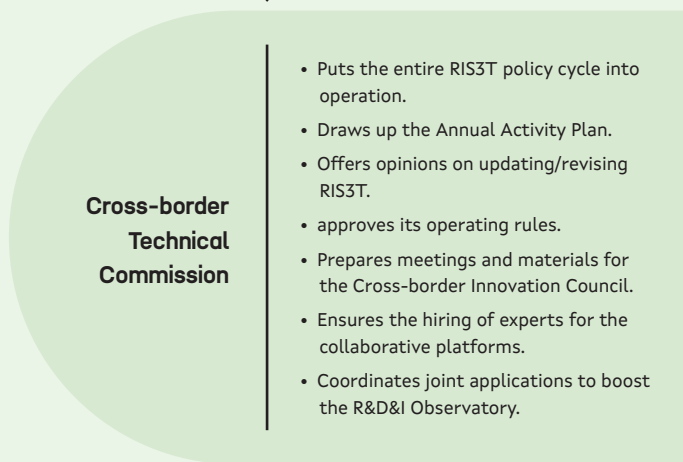 Cross-border
Technical
Commission
• Puts the entire RIS3T policy cycle into
operation.
• Draws up the Annual Activity Plan.
• Offers opinions on updating/revising
RIS3T.
• approves its operating rules.
• Prepares meetings and materials for
the Cross-border Innovation Council.
• Ensures the hiring of experts for the
collaborative platforms.
• Coordinates joint applications to boost
the R&D&I Observatory.